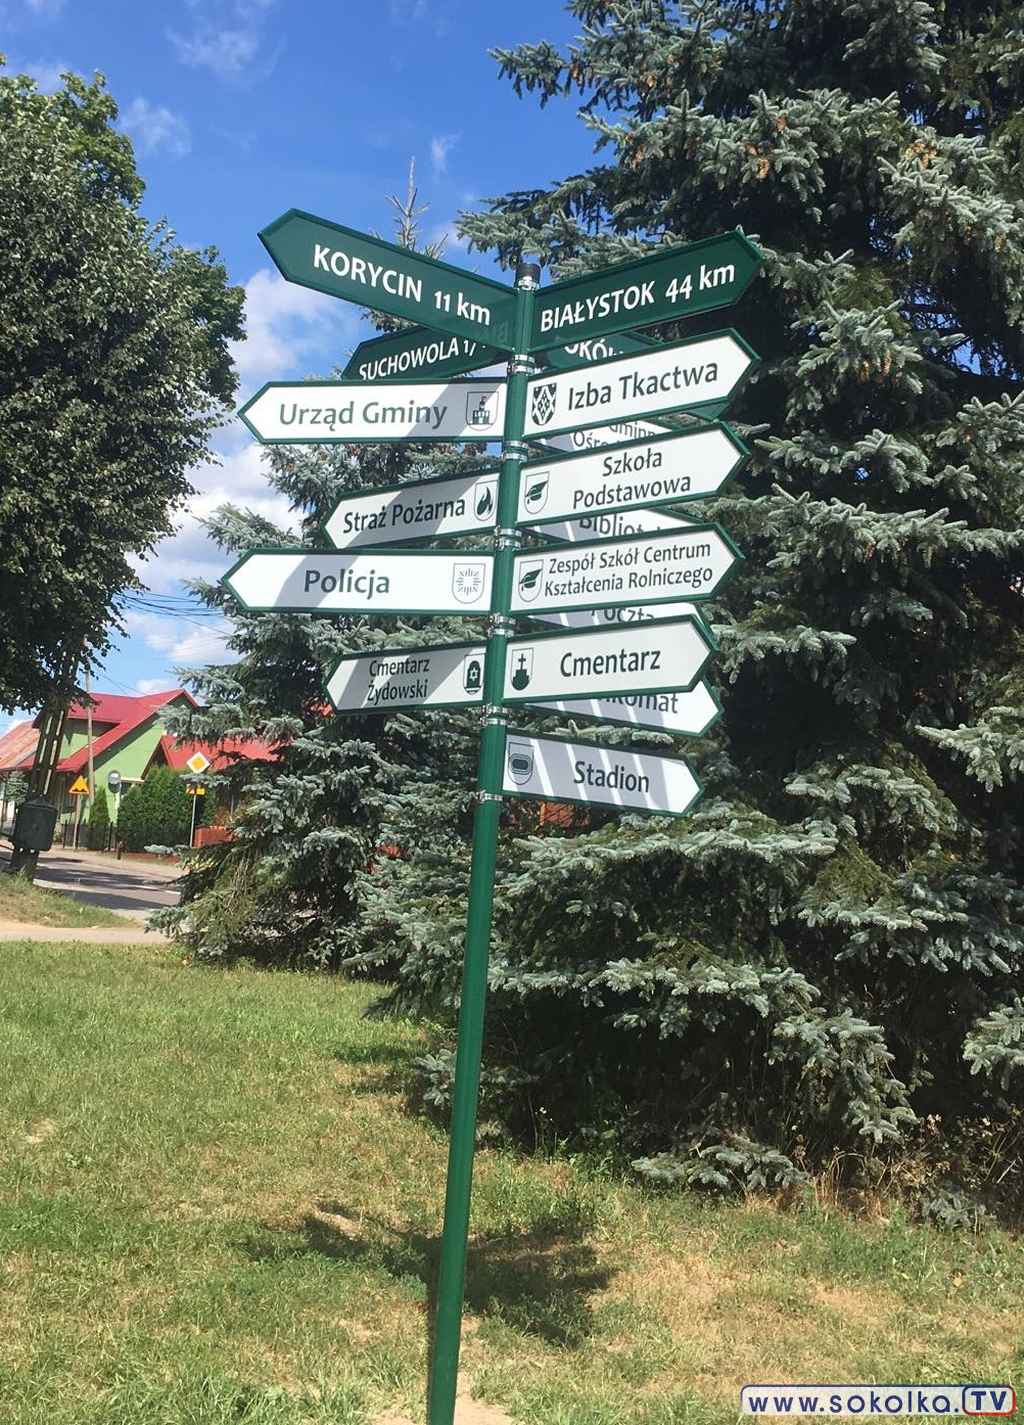 KORYCIN 11 km
BIAŁYSTOK 44 km
SUCHOWOLA
Urząd Gminy
Izba Tkactwa
Straż Pożarna
Szkoła
Podstawowa
Policja
Zespół Szkół Centrum
Kształcenia Rolniczego
Cmentarz
Żydowski
Cmentarz
Stadion
www.sokolka.TV